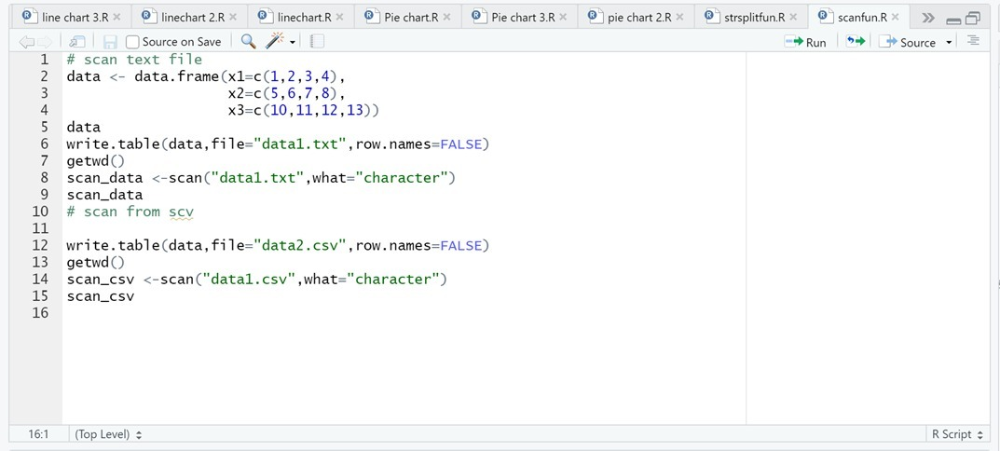 line chart 3.R linechart 2.R linechart.R Pie chart.R Pie chart 3.R pie chart 2.R strsplitfun.R scanfun.R
Source on Save Run Source
1 # scan text file
2 data <- data.frame(x1=c(1,2,3,4),
3 x2=c(5,6,7,8),
4 x3=c(10,11,12,13))
5 data
6 write.table(data,file="data1.txt",row.names=FALSE)
7 getwd()
8 scan_data <-scan("data1.txt",what="character")
9 scan_data
10 # scan from scv
11
12 write.table(data,file="data2.csv",row.names=FALSE)
13 getwd()
14 scan_csv <-scan("data1.csv",what="character")
15 scan_csv
16
16:1 (Top Level) R Script